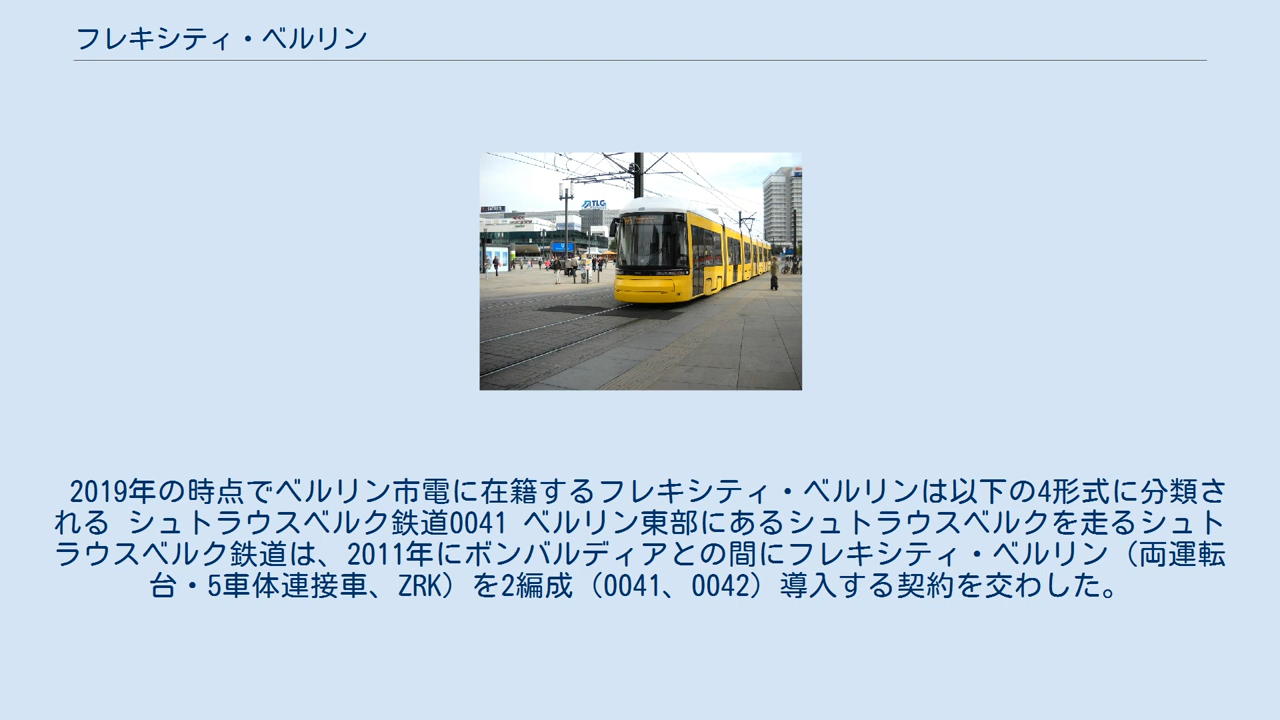 フレキシティ・ベルリン
TLG
2019年の時点でベルリン市電に在籍するフレキシティ・ベルリンは以下の4形式に分類さ
れる シュトラウスベルク鉄道0041 ベルリン東部にあるシュトラウスベルクを走るシュト
ラウスベルク鉄道は、2011年にボンバルディアとの間にフレキシティ・ベルリン（両運転
台・5車体連接車、ZRK）を2編成（0041、0042）導入する契約を交わした。